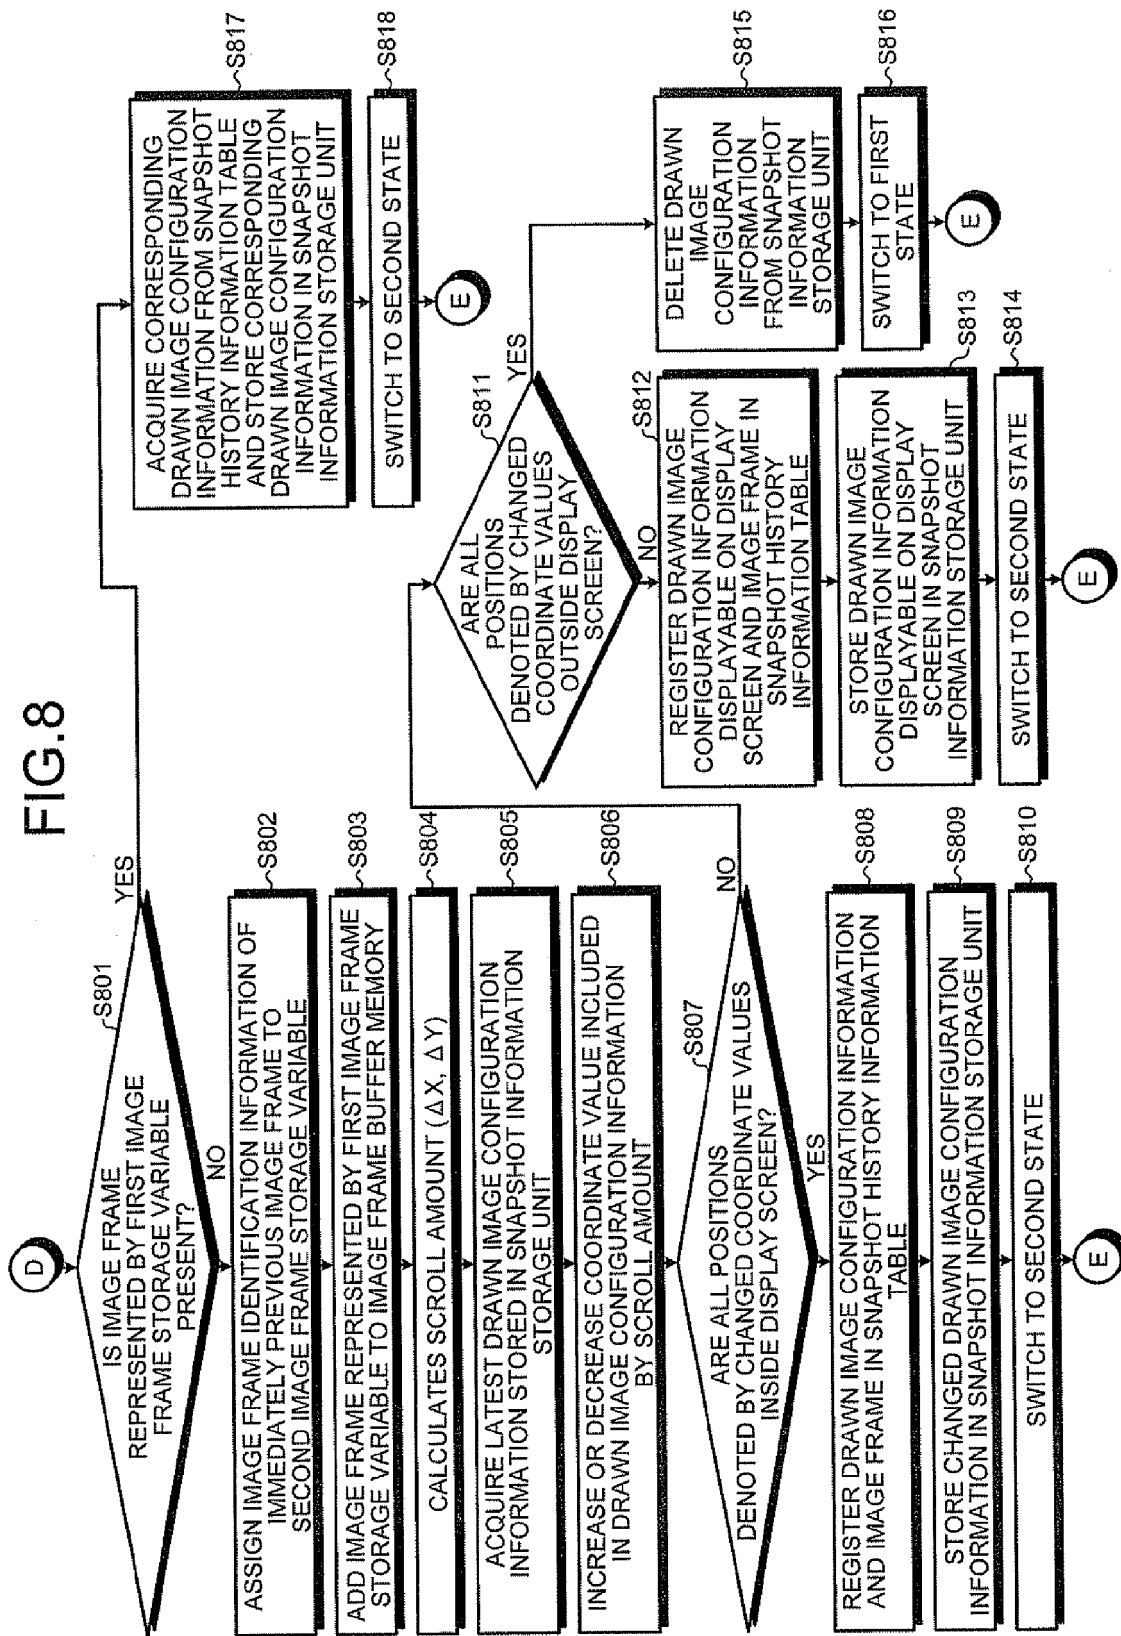 FIG.8
D
IS IMAGE FRAME
REPRESENTED BY FIRST IMAGE
FRAME STORAGE VARIABLE
PRESENT?
S801
YES
NO
ASSIGN IMAGE FRAME IDENTIFICATION INFORMATION OF
IMMEDIATELY PREVIOUS IMAGE FRAME TO
SECOND IMAGE FRAME STORAGE VARIABLE
S802
ADD IMAGE FRAME REPRESENTED BY FIRST IMAGE FRAME
STORAGE VARIABLE TO IMAGE FRAME BUFFER MEMORY
S803
CALCULATES SCROLL AMOUNT (ΔX, ΔY)
S804
ACQUIRE LATEST DRAWN IMAGE CONFIGURATION
INFORMATION STORED IN SNAPSHOT INFORMATION
STORAGE UNIT
S805
INCREASE OR DECREASE COORDINATE VALUE INCLUDED
IN DRAWN IMAGE CONFIGURATION INFORMATION
BY SCROLL AMOUNT
S806
ARE ALL POSITIONS
DENOTED BY CHANGED COORDINATE VALUES
INSIDE DISPLAY SCREEN?
S807
NO
YES
REGISTER DRAWN IMAGE CONFIGURATION INFORMATION
AND IMAGE FRAME IN SNAPSHOT HISTORY INFORMATION
TABLE
S808
STORE CHANGED DRAWN IMAGE CONFIGURATION
INFORMATION IN SNAPSHOT INFORMATION STORAGE UNIT
S809
SWITCH TO SECOND STATE
S810
E
ARE ALL
POSITIONS
DENOTED BY CHANGED
COORDINATE VALUES
OUTSIDE DISPLAY
SCREEN?
S811
YES
NO
REGISTER DRAWN IMAGE
CONFIGURATION INFORMATION
DISPLAYABLE ON DISPLAY
SCREEN AND IMAGE FRAME IN
SNAPSHOT HISTORY
INFORMATION TABLE
S812
STORE DRAWN IMAGE
CONFIGURATION INFORMATION
DISPLAYABLE ON DISPLAY
SCREEN IN SNAPSHOT
INFORMATION STORAGE UNIT
S813
SWITCH TO SECOND STATE
S814
E
DELETE DRAWN
IMAGE
CONFIGURATION
INFORMATION
FROM SNAPSHOT
INFORMATION
STORAGE UNIT
S815
SWITCH TO FIRST
STATE
S816
E
ACQUIRE CORRESPONDING
DRAWN IMAGE CONFIGURATION
INFORMATION FROM SNAPSHOT
HISTORY INFORMATION TABLE
AND STORE CORRESPONDING
DRAWN IMAGE CONFIGURATION
INFORMATION IN SNAPSHOT
INFORMATION STORAGE UNIT
S817
SWITCH TO SECOND STATE
S818
E